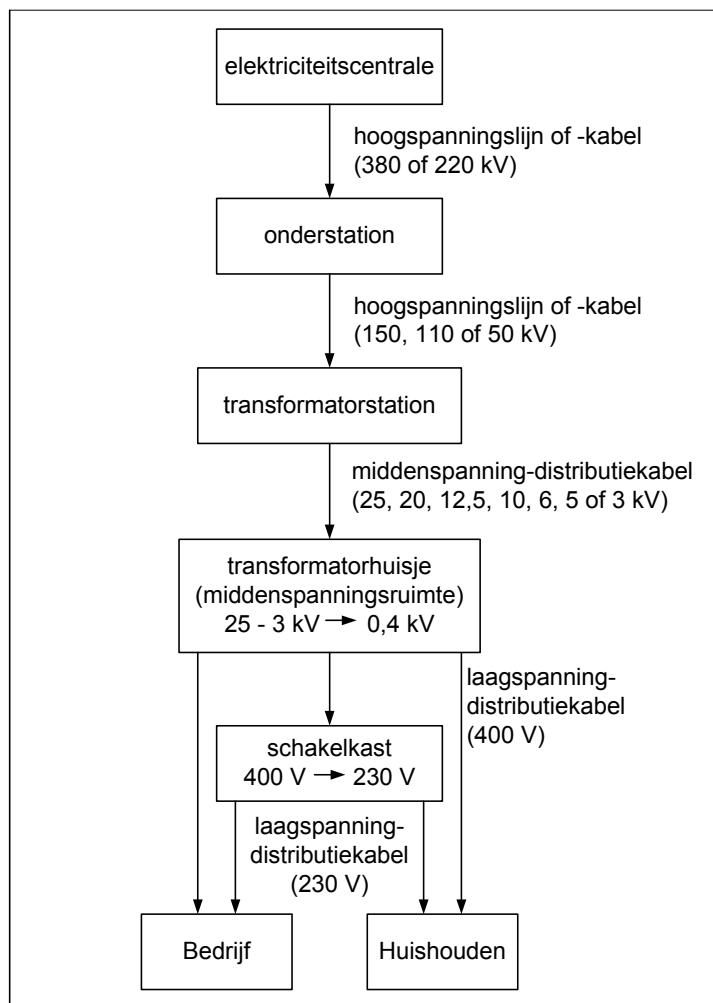 elektriciteitscentrale
hoogspanningslijn of -kabel
(380 of 220 kV)
onderstation
hoogspanningslijn of -kabel
(150, 110 of 50 kV)
transformatorstation
middenspanning-distributiekabel
(25, 20, 12,5, 10, 6, 5 of 3 kV)
transformatorhuisje
(middenspanningsruimte)
25 - 3 kV → 0,4 kV
laagspanning-
distributiekabel
(400 V)
schakelkast
400 V → 230 V
laagspanning-
distributiekabel
(230 V)
Bedrijf
Huishouden